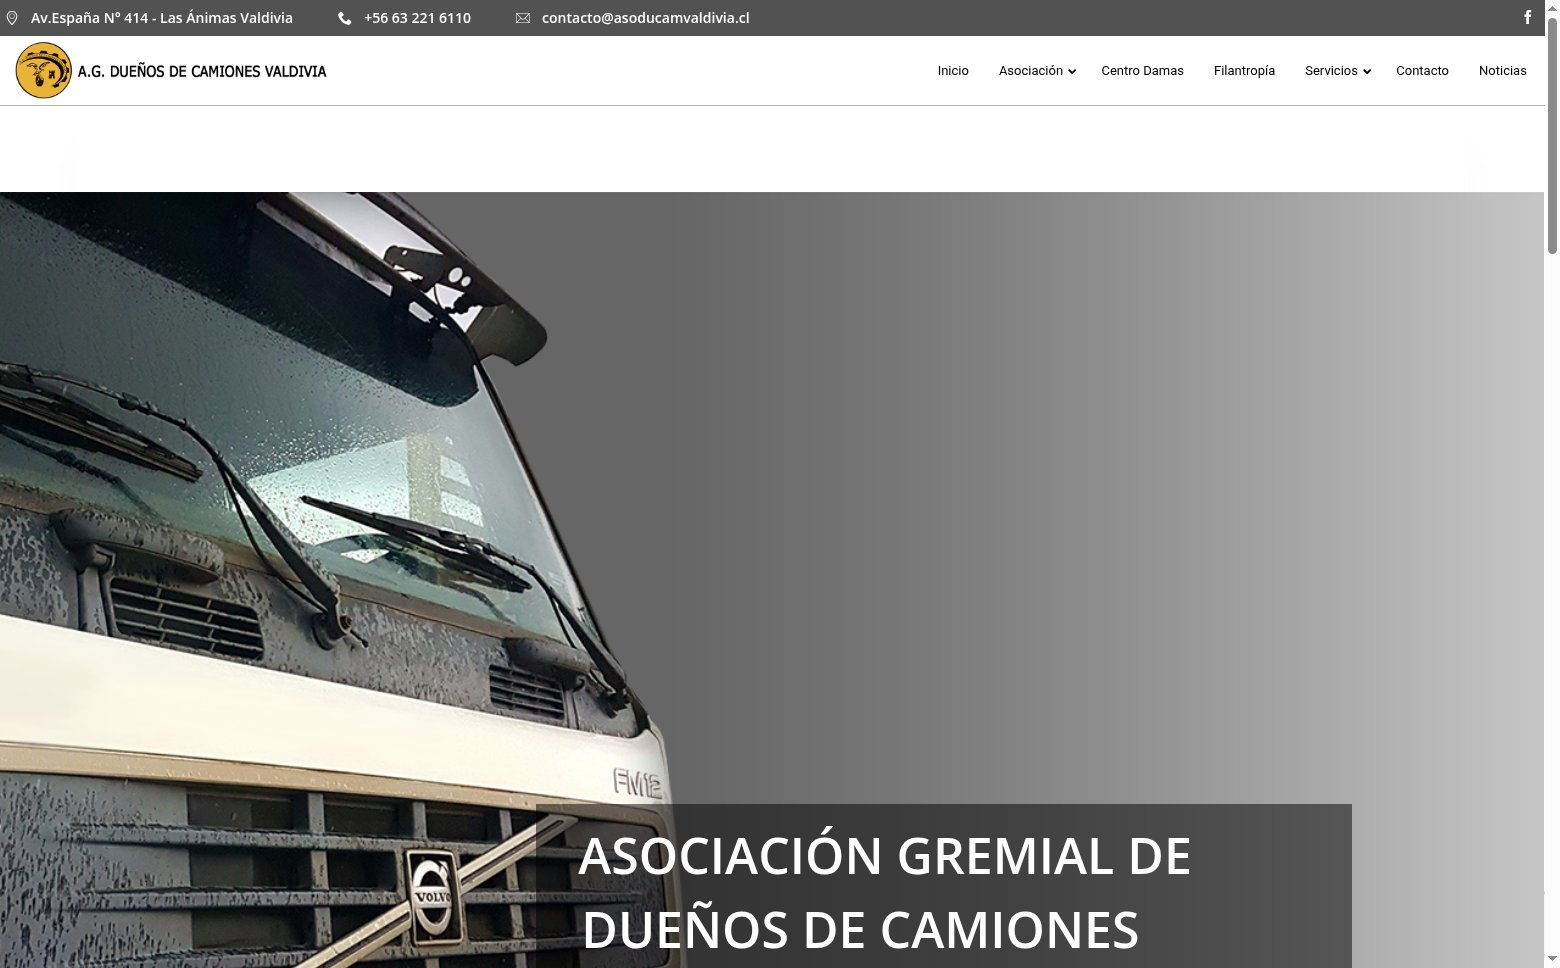 Av.España N° 414 - Las Ánimas Valdivia
+56 63 221 6110
contacto@asoducamvaldivia.cl
A.G. DUEÑOS DE CAMIONES VALDIVIA
Inicio
Asociación
Centro Damas
Filantropía
Servicios
Contacto
Noticias
FM12
VOLVO
ASOCIACIÓN GREMIAL DE
DUEÑOS DE CAMIONES